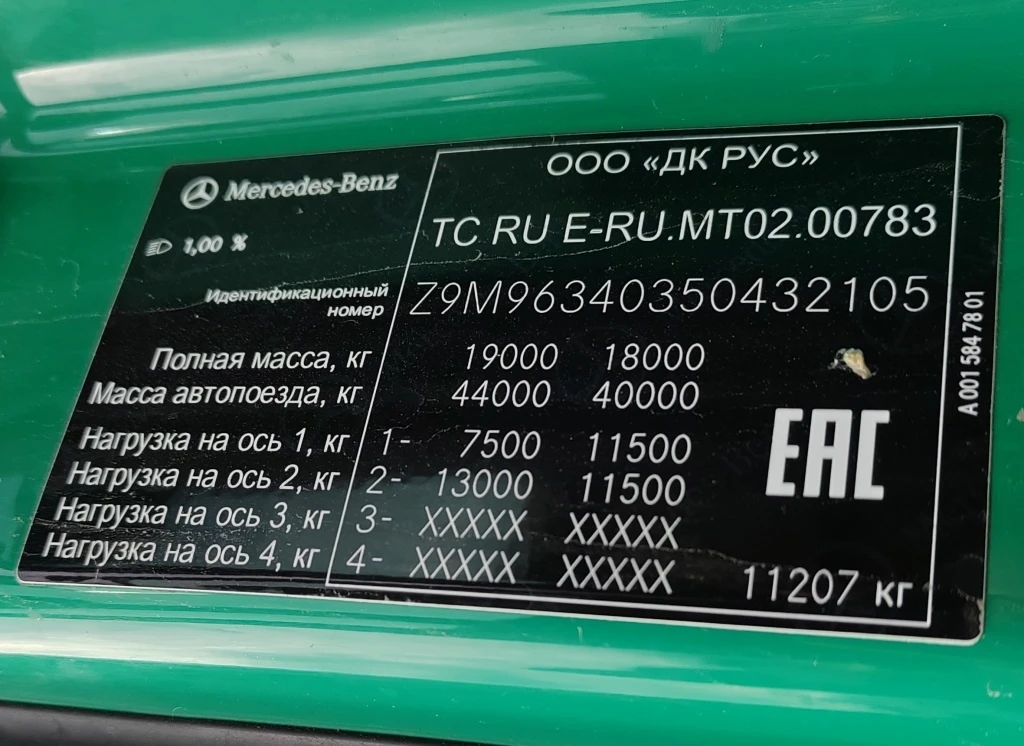 Mercedes-Benz
1,00 %
ООО «ДК РУС»
ТС RU E-RU.MT02.00783
Идентификационный
номер
Z9M96340350432105
Полная масса, кг 19000 18000
Масса автопоезда, кг 44000 40000
Нагрузка на ось 1, кг 1- 7500 11500
Нагрузка на ось 2, кг 2- 13000 11500
Нагрузка на ось 3, кг 3- XXXXX XXXXX
Нагрузка на ось 4, кг 4- XXXXX XXXXX
EAC
11207 кг
A 001 584 78 01